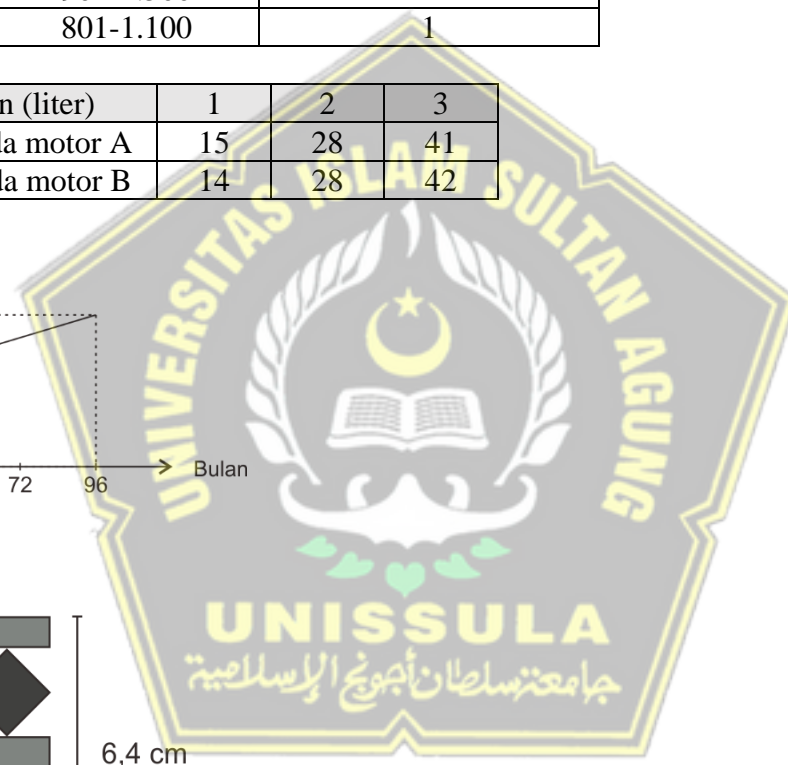 801-1.100 1
n (liter) 1 2 3
la motor A 15 28 41
la motor B 14 28 42
UNIVERSITAS ISLAM SULTAN AGUNG
72 96 Bulan
UNISSULA
جامعة سلطان أجونج الإسلامية
6,4 cm